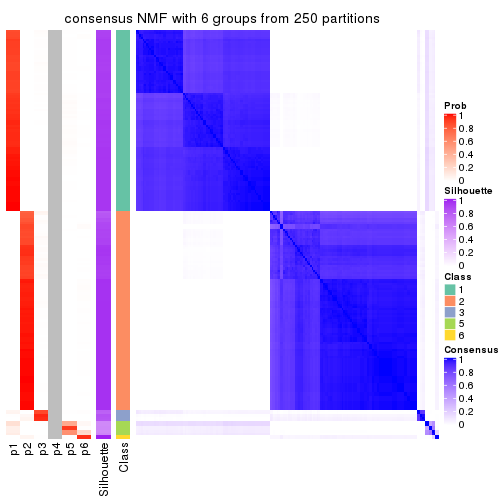 consensus NMF with 6 groups from 250 partitions
Prob
1
0.8
0.6
0.4
0.2
0
Silhouette
1
0.8
0.6
0.4
0.2
0
Class
1
2
3
5
6
Consensus
1
0.8
0.6
0.4
0.2
0
p1
p2
p3
p4
p5
p6
Silhouette
Class